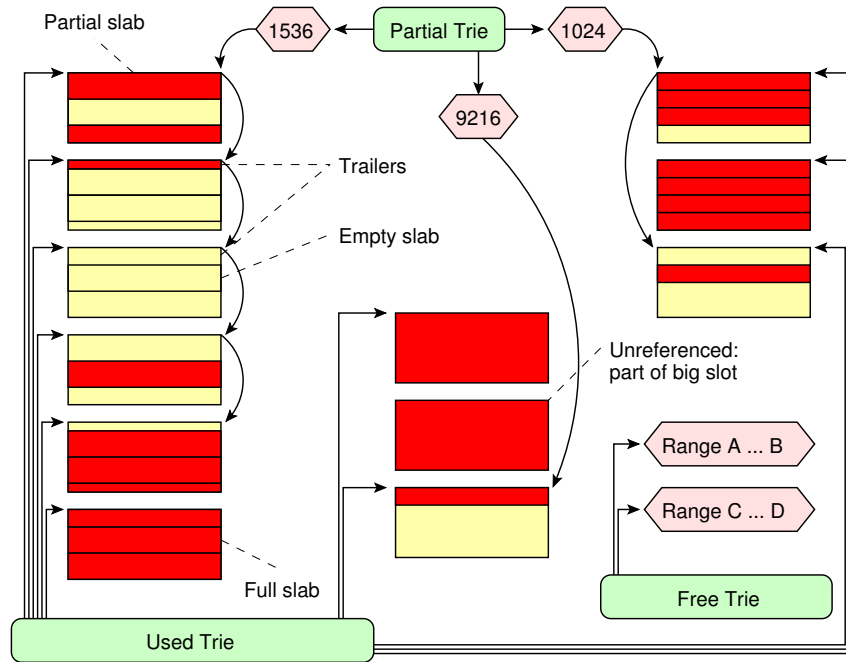 Partial slab
1536
Partial Trie
1024
9216
Trailers
Empty slab
Unreferenced:
part of big slot
Range A ... B
Range C ... D
Full slab
Free Trie
Used Trie